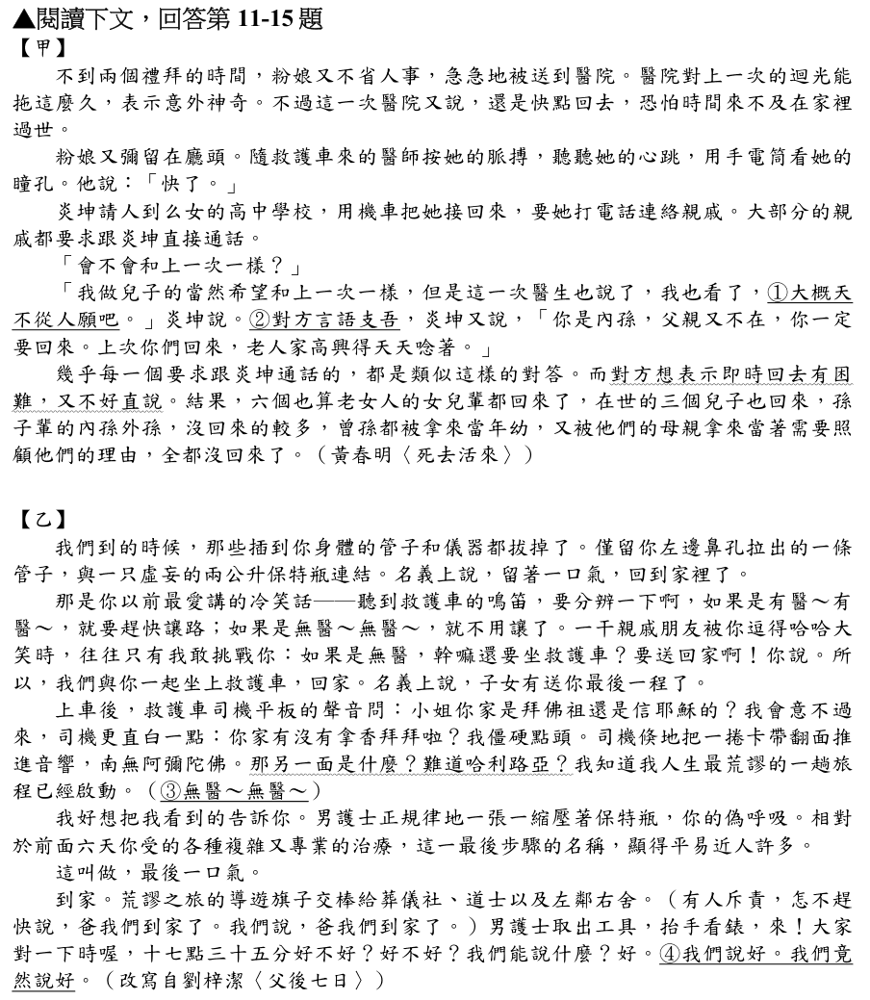 ▲閱讀下文，回答第 11-15 題
【甲】
不到兩個禮拜的時間，粉娘又不省人事，急急地被送到醫院。醫院對上一次的迴光能
拖這麼久，表示意外神奇。不過這一次醫院又說，還是快點回去，恐怕時間來不及在家裡
過世。
粉娘又彌留在廳頭。隨救護車來的醫師按她的脈搏，聽聽她的心跳，用手電筒看她的
瞳孔。他說：「快了。」
炎坤請人到么女的高中學校，用機車把她接回來，要她打電話連絡親戚。大部分的親
戚都要求跟炎坤直接通話。
「會不會和上一次一樣？」
「我做兒子的當然希望和上一次一樣，但是這一次醫生也說了，我也看了，①大概天
不從人願吧。」炎坤說。②對方言語支吾，炎坤又說，「你是內孫，父親又不在，你一定
要回來。上次你們回來，老人家高興得天天唸著。」
幾乎每一個要求跟炎坤通話的，都是類似這樣的對答。而對方想表示即時回去有困
難，又不好直說。結果，六個也算老女人的女兒輩都回來了，在世的三個兒子也回來，孫
子輩的內孫外孫，沒回來的較多，曾孫都被拿來當年幼，又被他們的母親拿來當著需要照
顧他們的理由，全都沒回來了。（黃春明〈死去活來〉）
【乙】
我們到的時候，那些插到你身體的管子和儀器都拔掉了。僅留你左邊鼻孔拉出的一條
管子，與一只虛妄的兩公升保特瓶連結。名義上說，留著一口氣，回到家裡了。
那是你以前最愛講的冷笑話──聽到救護車的鳴笛，要分辨一下啊，如果是有醫～有
醫～，就要趕快讓路；如果是無醫～無醫～，就不用讓了。一干親戚朋友被你逗得哈哈大
笑時，往往只有我敢挑戰你：如果是無醫，幹嘛還要坐救護車？要送回家啊！你說。所
以，我們與你一起坐上救護車，回家。名義上說，子女有送你最後一程了。
上車後，救護車司機平板的聲音問：小姐你家是拜佛祖還是信耶穌的？我會意不過
來，司機更直白一點：你家有沒有拿香拜拜啦？我僵硬點頭。司機倏地把一捲卡帶翻面推
進音響，南無阿彌陀佛。那另一面是什麼？難道哈利路亞？我知道我人生最荒謬的一趟旅
程已經啟動。（③無醫～無醫～）
我好想把我看到的告訴你。男護士正規律地一張一縮壓著保特瓶，你的偽呼吸。相對
於前面六天你受的各種複雜又專業的治療，這一最後步驟的名稱，顯得平易近人許多。
這叫做，最後一口氣。
到家。荒謬之旅的導遊旗子交棒給葬儀社、道士以及左鄰右舍。（有人斥責，怎不趕
快說，爸我們到家了。我們說，爸我們到家了。）男護士取出工具，抬手看錶，來！大家
對一下時喔，十七點三十五分好不好？好不好？我們能說什麼？好。④我們說好。我們竟
然說好。（改寫自劉梓潔〈父後七日〉）